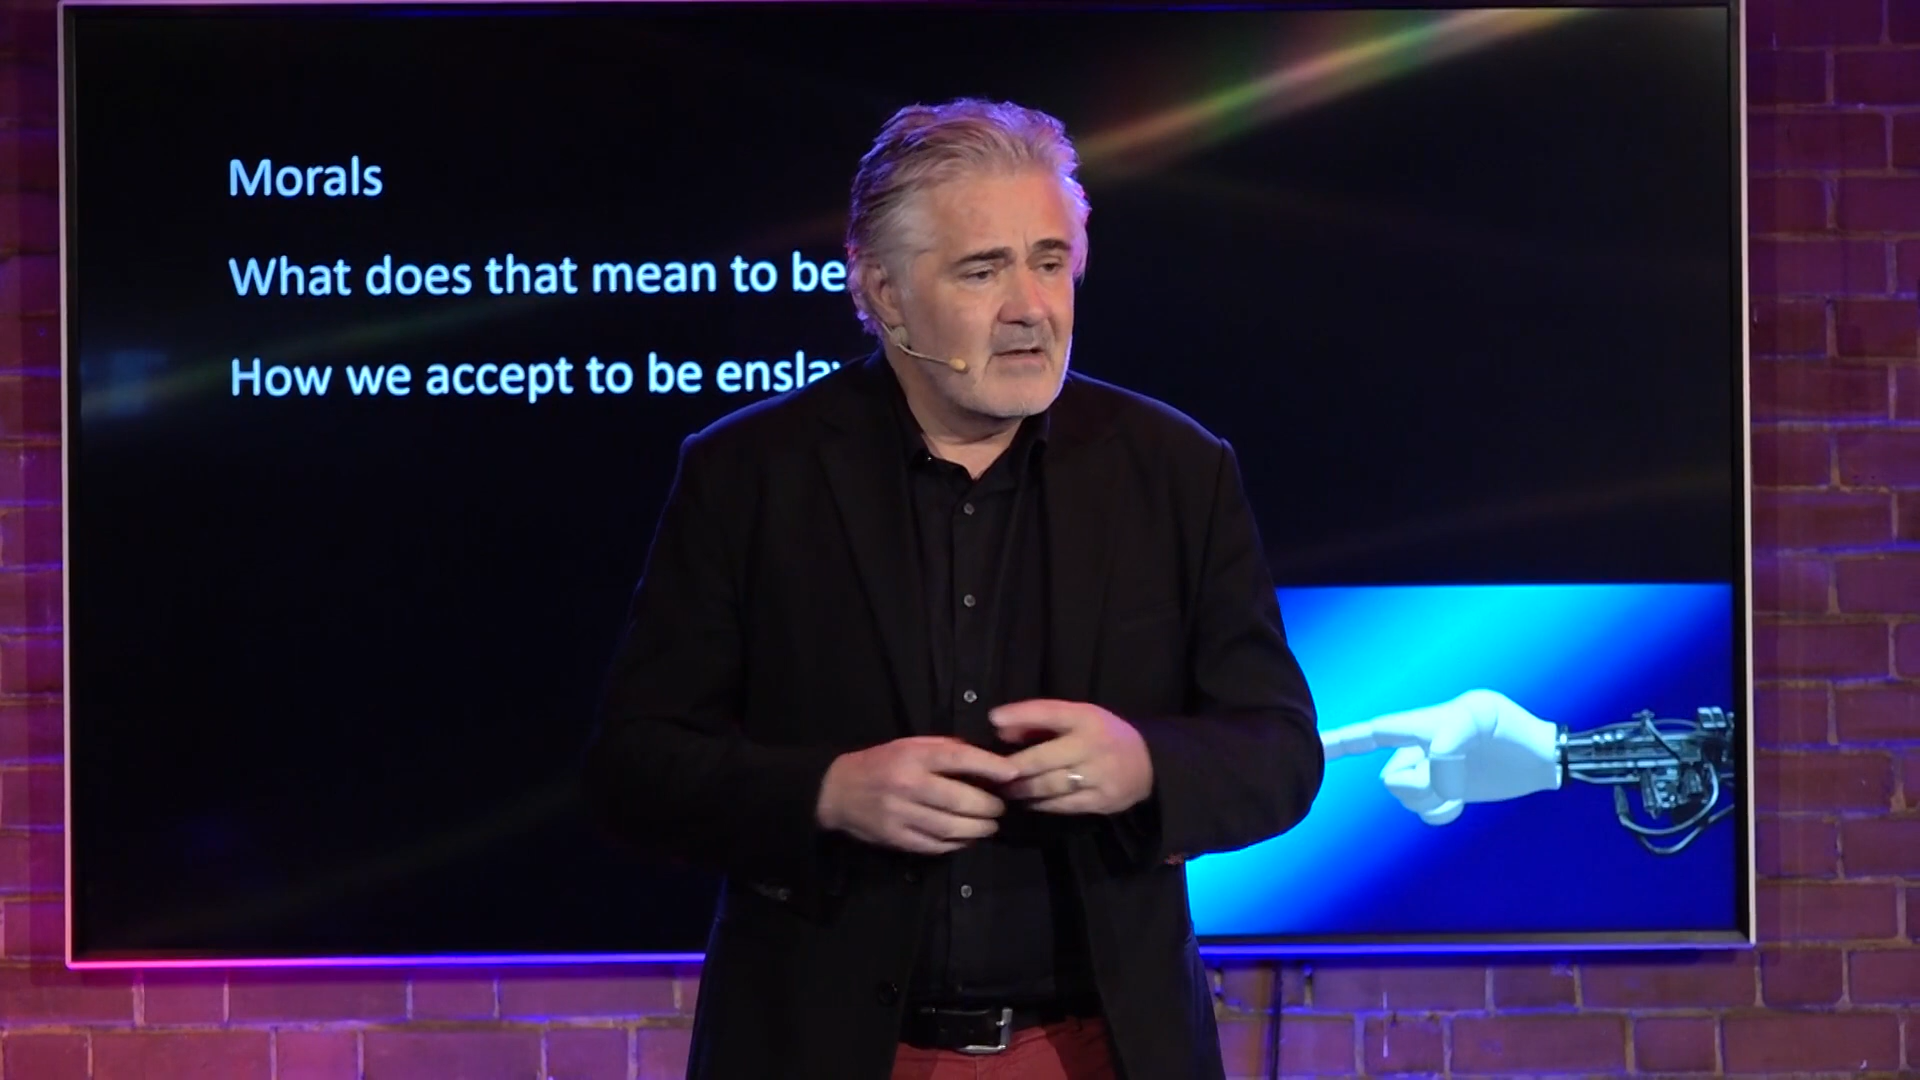 Morals
What does that mean to be
How we accept to be